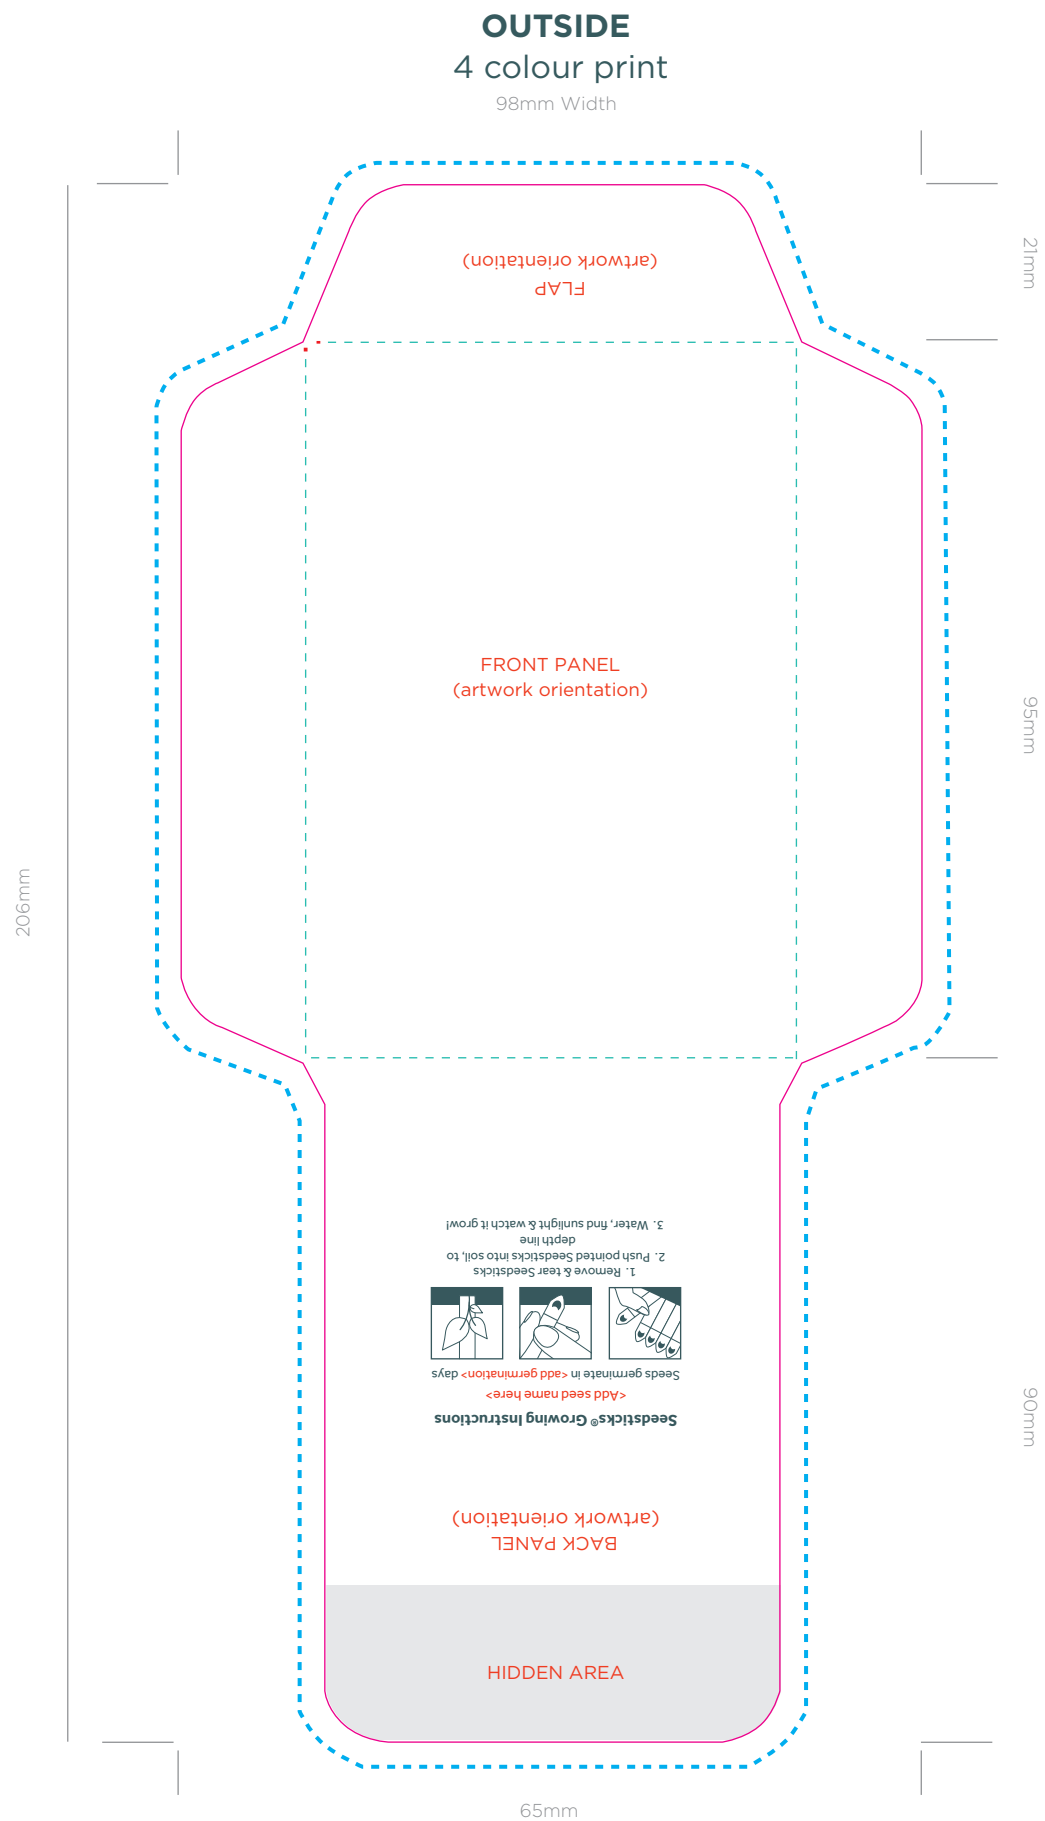 OUTSIDE
4 colour print
98mm Width
FLAP
(artwork orientation)
21mm
FRONT PANEL
(artwork orientation)
95mm
206mm
BACK PANEL
(artwork orientation)
Seedsticks® Growing Instructions
<Add seed name here>
Seeds germinate in <add germination> days
1. Remove & tear Seedsticks
2. Push pointed Seedsticks into soil, to
depth line
3. Water, find sunlight & watch it grow!
90mm
HIDDEN AREA
65mm